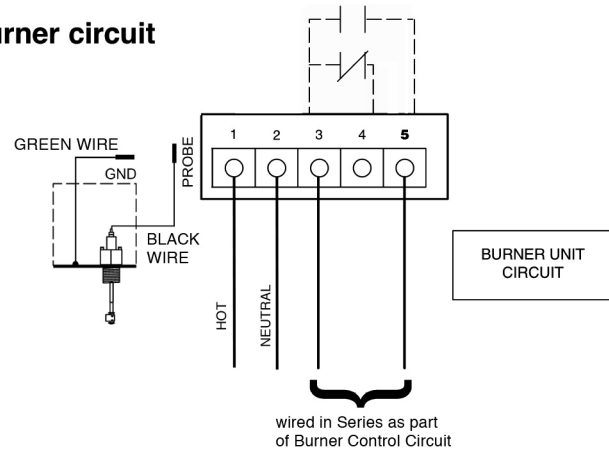 urner circuit
1 2 3 4 5
GREEN WIRE
GND
PROBE
BLACK
WIRE
HOT
NEUTRAL
BURNER UNIT
CIRCUIT
wired in Series as part
of Burner Control Circuit